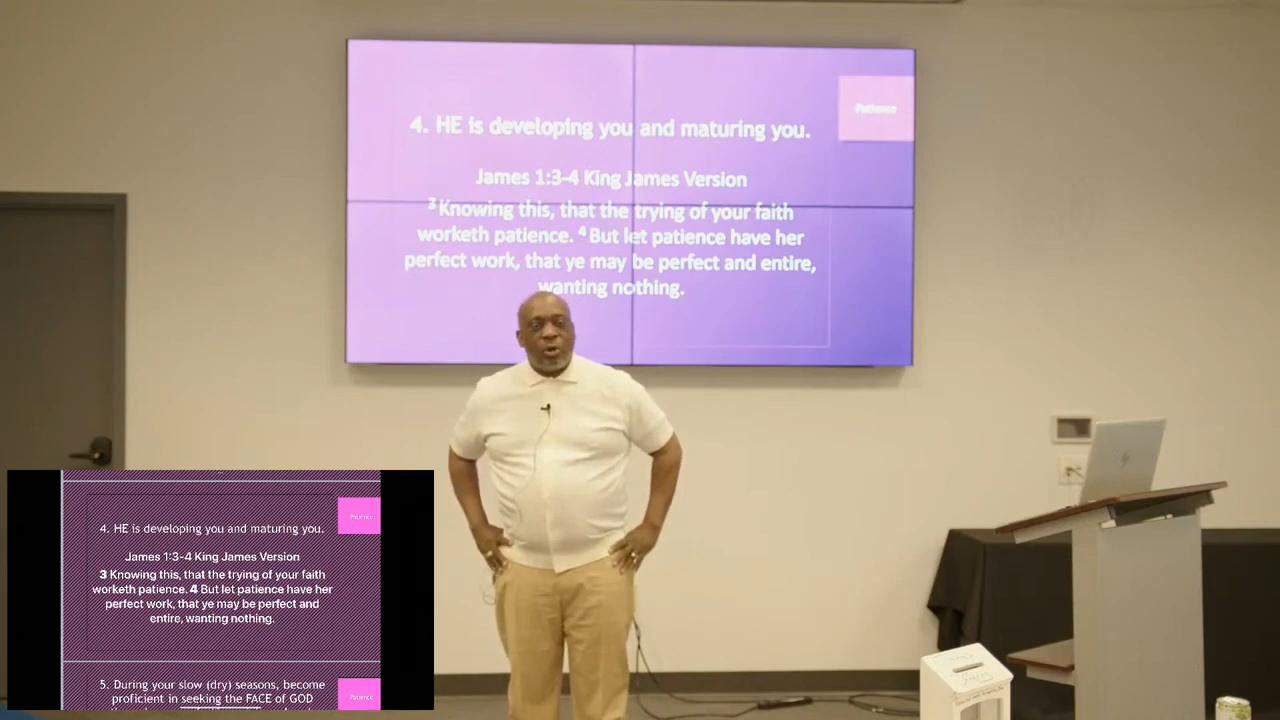 4. HE is developing you and maturing you.
Patience
James 1:3-4 King James Version
3 Knowing this, that the trying of your faith
worketh patience. 4 But let patience have her
perfect work, that ye may be perfect and entire,
wanting nothing.
4. HE is developing you and maturing you.
Patience
James 1:3-4 King James Version
3 Knowing this, that the trying of your faith
worketh patience. 4 But let patience have her
perfect work, that ye may be perfect and
entire, wanting nothing.
5. During your slow (dry) seasons, become
proficient in seeking the FACE of GOD
Patience